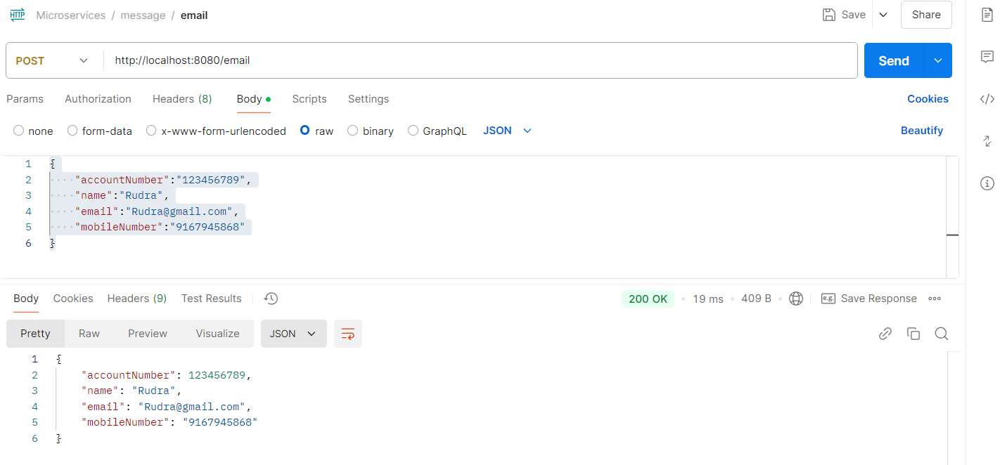 HTTP Microservices / message / email Save Share
POST http://localhost:8080/email Send
Params Authorization Headers (8) Body Scripts Settings Cookies
none form-data x-www-form-urlencoded raw binary GraphQL JSON Beautify
1 {
2 ····"accountNumber":"123456789",
3 ····"name":"Rudra",
4 ····"email":"Rudra@gmail.com",
5 ····"mobileNumber":"9167945868"
6 }
Body Cookies Headers (9) Test Results 200 OK • 19 ms • 409 B • e.g. Save Response
Pretty Raw Preview Visualize JSON
1 {
2 "accountNumber": 123456789,
3 "name": "Rudra",
4 "email": "Rudra@gmail.com",
5 "mobileNumber": "9167945868"
6 }